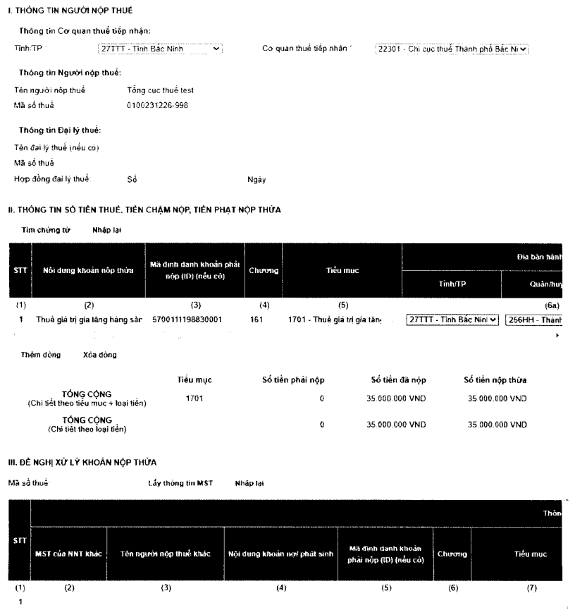 I. THÔNG TIN NGƯỜI NỘP THUẾ
Thông tin Cơ quan thuế tiếp nhận:
Tỉnh/TP 27TTT - Tỉnh Bắc Ninh Cơ quan thuế tiếp nhận * 22301 - Chi cục thuế Thành phố Bắc Ni
Thông tin Người nộp thuế:
Tên người nộp thuế Tổng cục thuế test
Mã số thuế 0100231226-998
Thông tin Đại lý thuế:
Tên đại lý thuế (nếu có)
Mã số thuế
Hợp đồng đại lý thuế: Số Ngày
II. THÔNG TIN SỐ TIỀN THUẾ, TIỀN CHẬM NỘP, TIỀN PHẠT NỘP THỪA
Tìm chứng từ Nhập lại
STT Nội dung khoản nộp thừa Mã định danh khoản phải nộp (ID) (nếu có) Chương Tiểu mục Địa bàn hành
Tỉnh/TP Quận/huy
(1) (2) (3) (4) (5) (6a)
1 Thuế giá trị gia tăng hàng sản 5700111198830001 161 1701 - Thuế giá trị gia tăng 27TTT - Tỉnh Bắc Ninl 256HH - Thành
Thêm dòng Xóa dòng
Tiểu mục Số tiền phải nộp Số tiền đã nộp Số tiền nộp thừa
TỔNG CỘNG
(Chi tiết theo tiểu mục + loại tiền) 1701 0 35.000.000 VND 35.000.000 VND
TỔNG CỘNG
(Chi tiết theo loại tiền) 0 35.000.000 VND 35.000.000 VND
III. ĐỀ NGHỊ XỬ LÝ KHOẢN NỘP THỪA
Mã số thuế Lấy thông tin MST Nhập lại
Thôn
STT MST của NNT khác Tên người nộp thuế khác Nội dung khoản nợ/ phát sinh Mã định danh khoản phải nộp (ID) (nếu có) Chương Tiểu mục
(1) (2) (3) (4) (5) (6) (7)
1